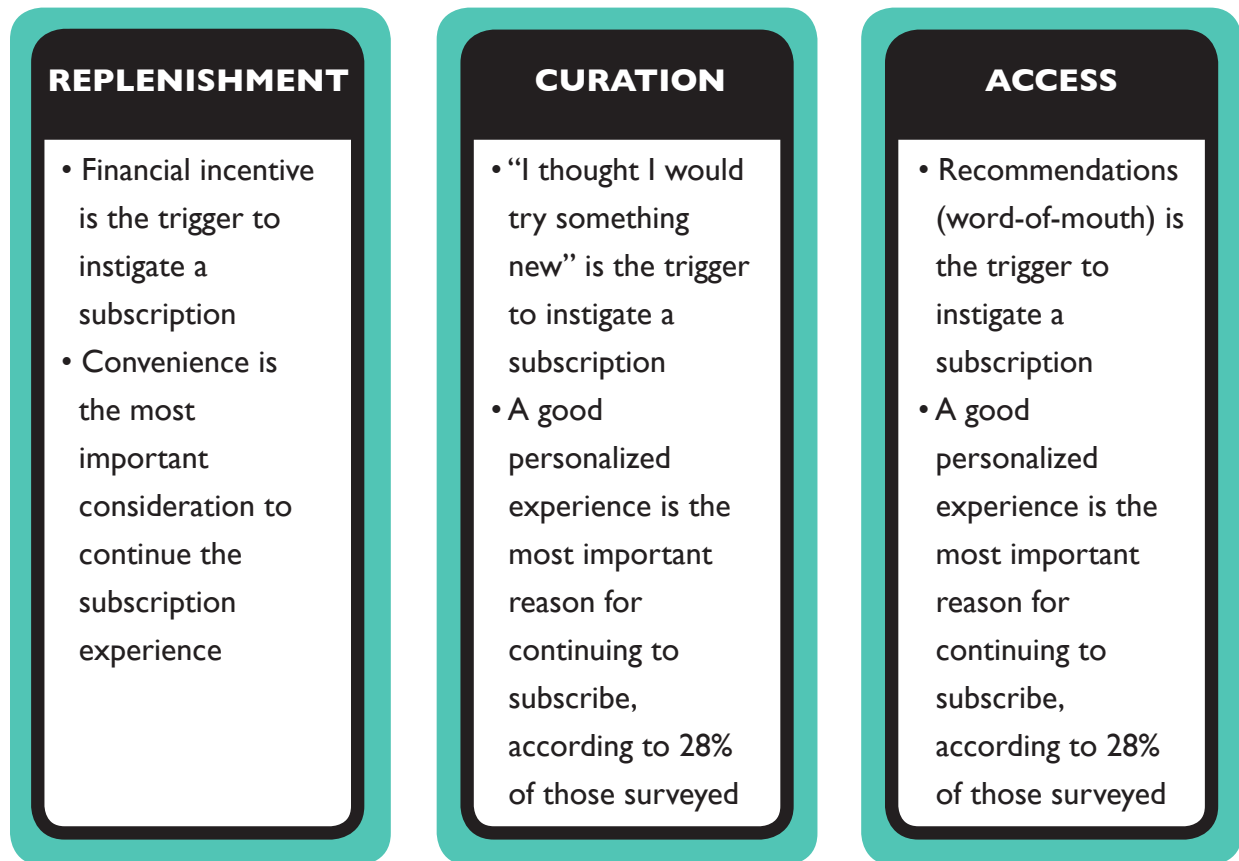 REPLENISHMENT
• Financial incentive
is the trigger to
instigate a
subscription
• Convenience is
the most
important
consideration to
continue the
subscription
experience
CURATION
• “I thought I would
try something
new” is the trigger
to instigate a
subscription
• A good
personalized
experience is the
most important
reason for
continuing to
subscribe,
according to 28%
of those surveyed
ACCESS
• Recommendations
(word-of-mouth) is
the trigger to
instigate a
subscription
• A good
personalized
experience is the
most important
reason for
continuing to
subscribe,
according to 28%
of those surveyed